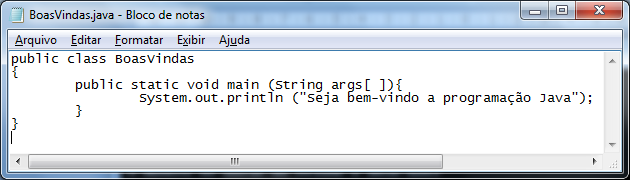 BoasVindas.java - Bloco de notas
Arquivo Editar Formatar Exibir Ajuda
public class BoasVindas
{
public static void main (String args[ ]){
System.out.println ("Seja bem-vindo a programação Java");
}
}